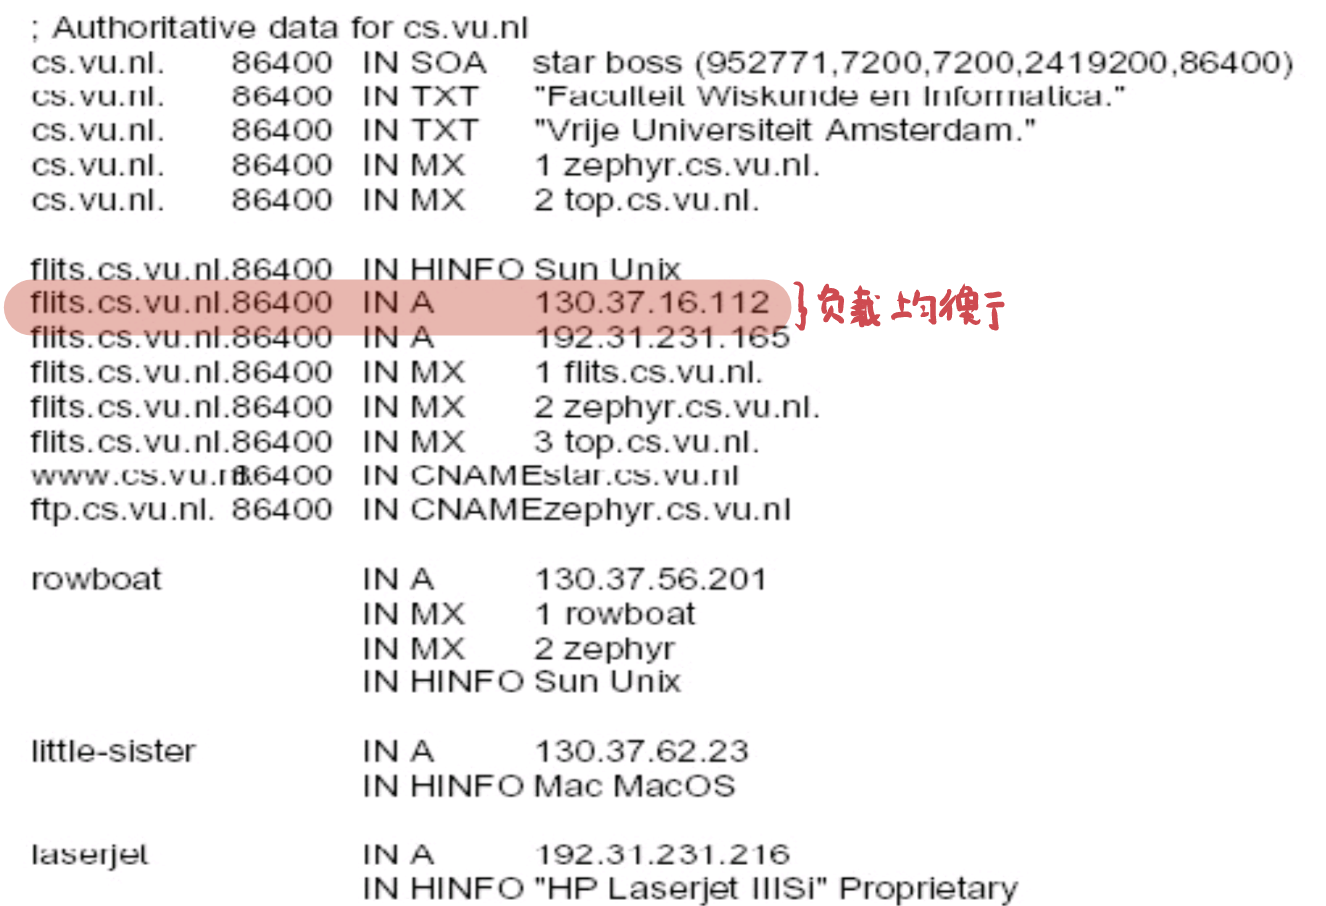 ; Authoritative data for cs.vu.nl
cs.vu.nl. 86400 IN SOA star boss (952771,7200,7200,2419200,86400)
cs.vu.nl. 86400 IN TXT "Faculteit Wiskunde en Informatica."
cs.vu.nl. 86400 IN TXT "Vrije Universiteit Amsterdam."
cs.vu.nl. 86400 IN MX 1 zephyr.cs.vu.nl.
cs.vu.nl. 86400 IN MX 2 top.cs.vu.nl.
flits.cs.vu.nl. 86400 IN HINFO Sun Unix
flits.cs.vu.nl. 86400 IN A 130.37.16.112 }负载均衡
flits.cs.vu.nl. 86400 IN A 192.31.231.165
flits.cs.vu.nl. 86400 IN MX 1 flits.cs.vu.nl.
flits.cs.vu.nl. 86400 IN MX 2 zephyr.cs.vu.nl.
flits.cs.vu.nl. 86400 IN MX 3 top.cs.vu.nl.
www.cs.vu.nl. 86400 IN CNAME star.cs.vu.nl
ftp.cs.vu.nl. 86400 IN CNAME zephyr.cs.vu.nl
rowboat IN A 130.37.56.201
IN MX 1 rowboat
IN MX 2 zephyr
IN HINFO Sun Unix
little-sister IN A 130.37.62.23
IN HINFO Mac MacOS
laserjet IN A 192.31.231.216
IN HINFO "HP Laserjet IIISi" Proprietary